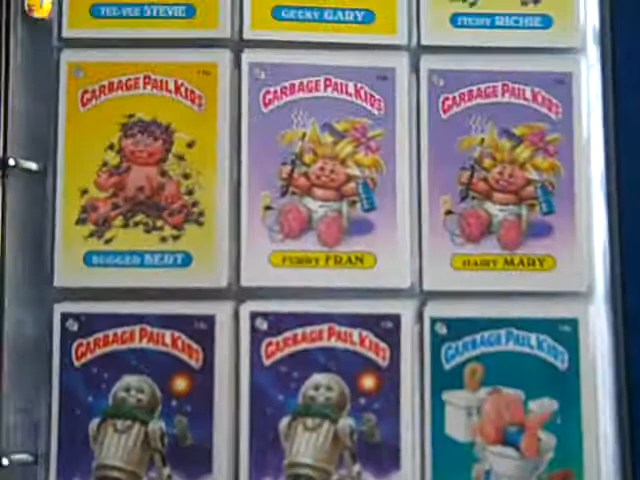 TEE-VEE STEVIE
GEEKY GARY
ITCHY RICHIE
GARBAGE PAIL KIDS
GARBAGE PAIL KIDS
GARBAGE PAIL KIDS
BUGGED BERT
FURRY FRAN
HAIRY MARY
GARBAGE PAIL KIDS
GARBAGE PAIL KIDS
GARBAGE PAIL KIDS